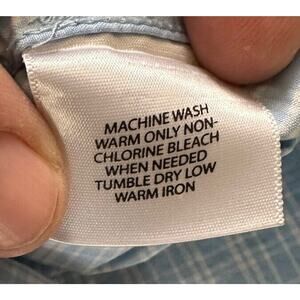 MACHINE WASH
WARM ONLY NON-
CHLORINE BLEACH
WHEN NEEDED
TUMBLE DRY LOW
WARM IRON